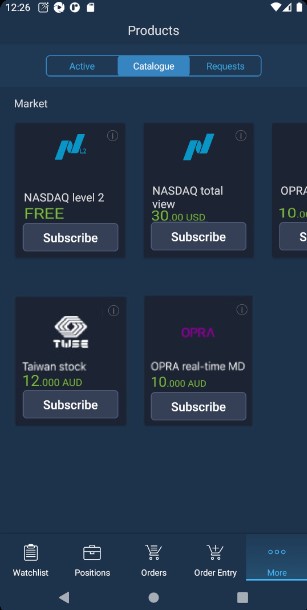 12:26
Products
Active
Catalogue
Requests
Market
L2
NASDAQ level 2
FREE
Subscribe
NASDAQ total
view
30.00 USD
Subscribe
OPRA
10.0
S
TWSE
Taiwan stock
12.000 AUD
Subscribe
OPRA
OPRA real-time MD
10.000 AUD
Subscribe
Watchlist
Positions
Orders
Order Entry
More